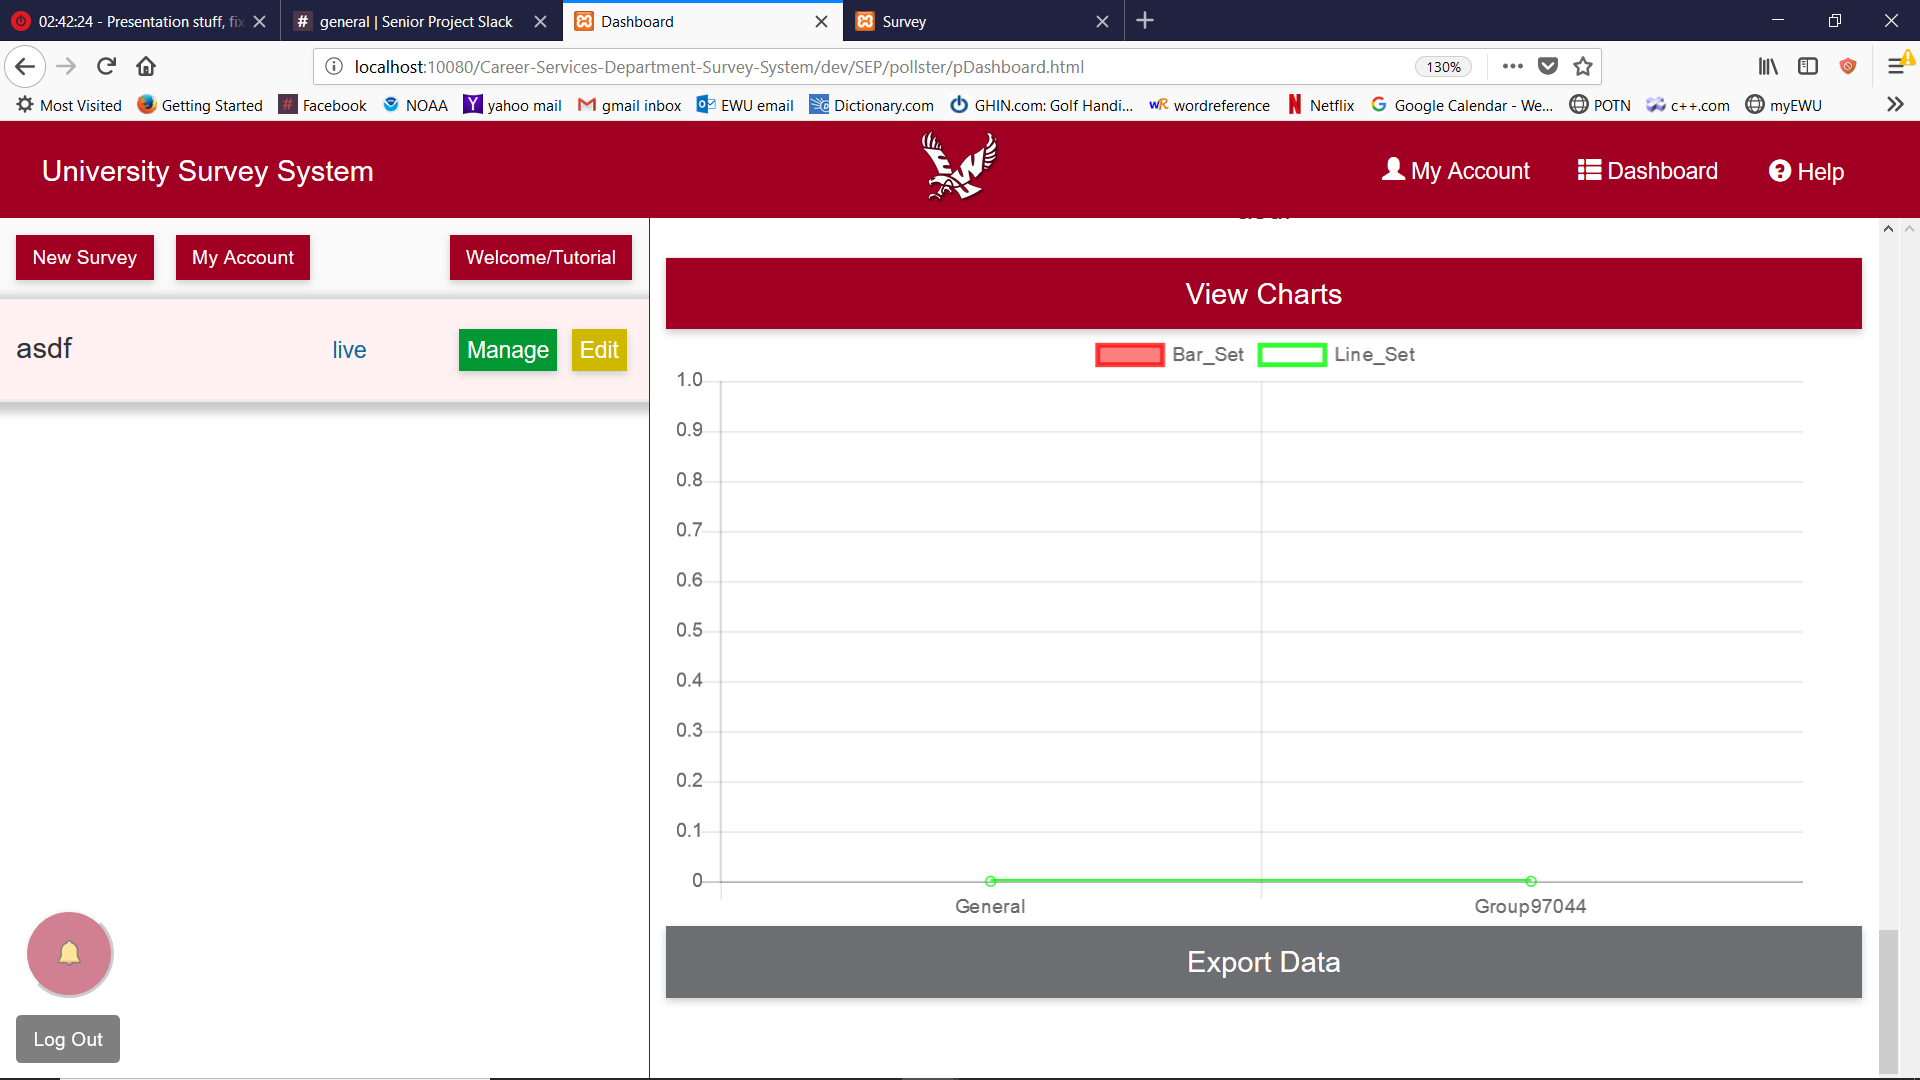 02:42:24 - Presentation stuff, fix
# general | Senior Project Slack
Dashboard
Survey
localhost:10080/Career-Services-Department-Survey-System/dev/SEP/pollster/pDashboard.html
130%
Most Visited
Getting Started
Facebook
NOAA
yahoo mail
gmail inbox
EWU email
Dictionary.com
GHIN.com: Golf Handi...
wordreference
Netflix
Google Calendar - We...
POTN
c++.com
myEWU
University Survey System
My Account
Dashboard
Help
New Survey
My Account
Welcome/Tutorial
asdf
live
Manage
Edit
Log Out
View Charts
Bar_Set
Line_Set
1.0
0.9
0.8
0.7
0.6
0.5
0.4
0.3
0.2
0.1
0
General
Group97044
Export Data